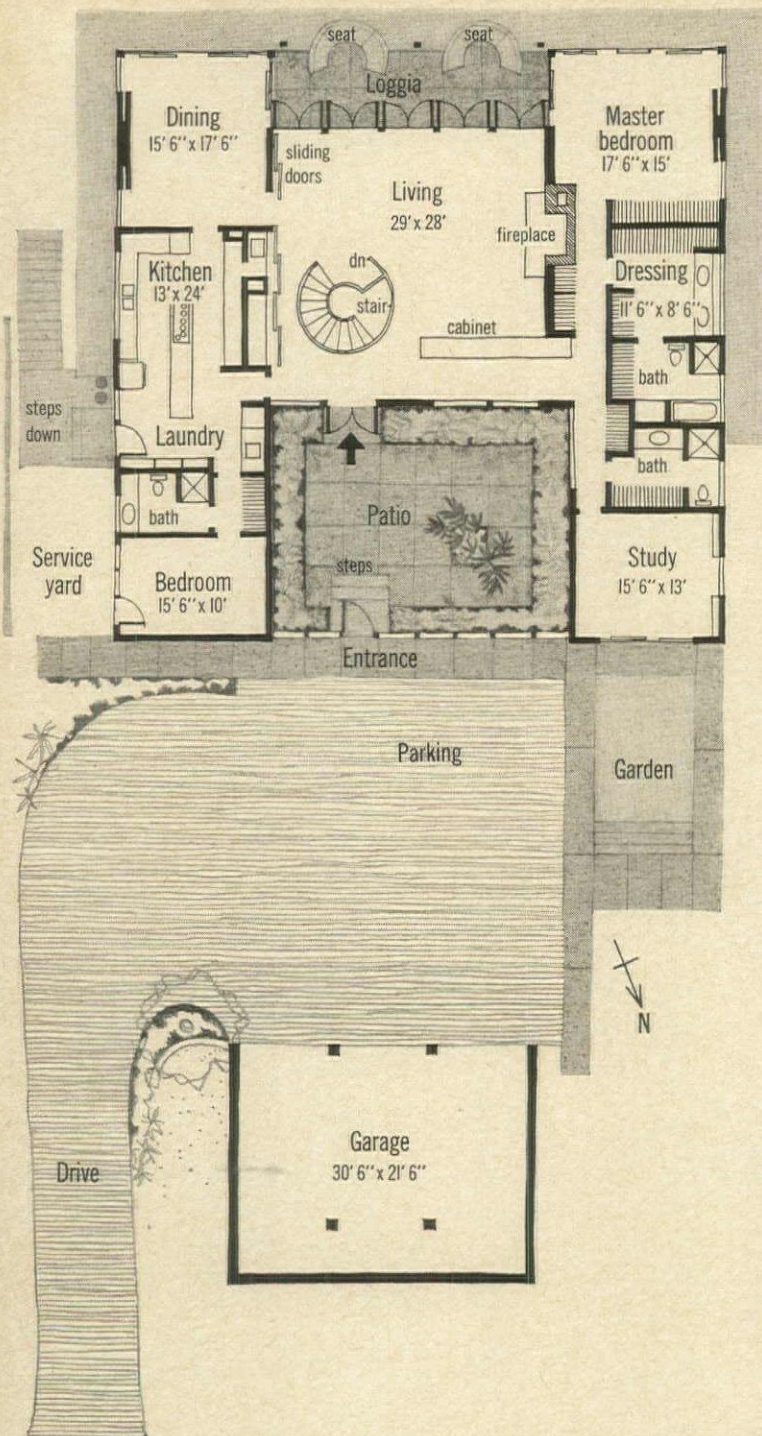 seat
seat
Loggia
Dining
15' 6'' x 17' 6''
sliding
doors
Living
29' x 28'
Master
bedroom
17' 6'' x 15'
fireplace
Kitchen
13' x 24'
dn
stair
Dressing
11' 6'' x 8' 6''
cabinet
bath
steps
down
Laundry
bath
bath
Patio
Service
yard
steps
Bedroom
15' 6'' x 10'
Study
15' 6'' x 13'
Entrance
Parking
Garden
N
Garage
30' 6'' x 21' 6''
Drive